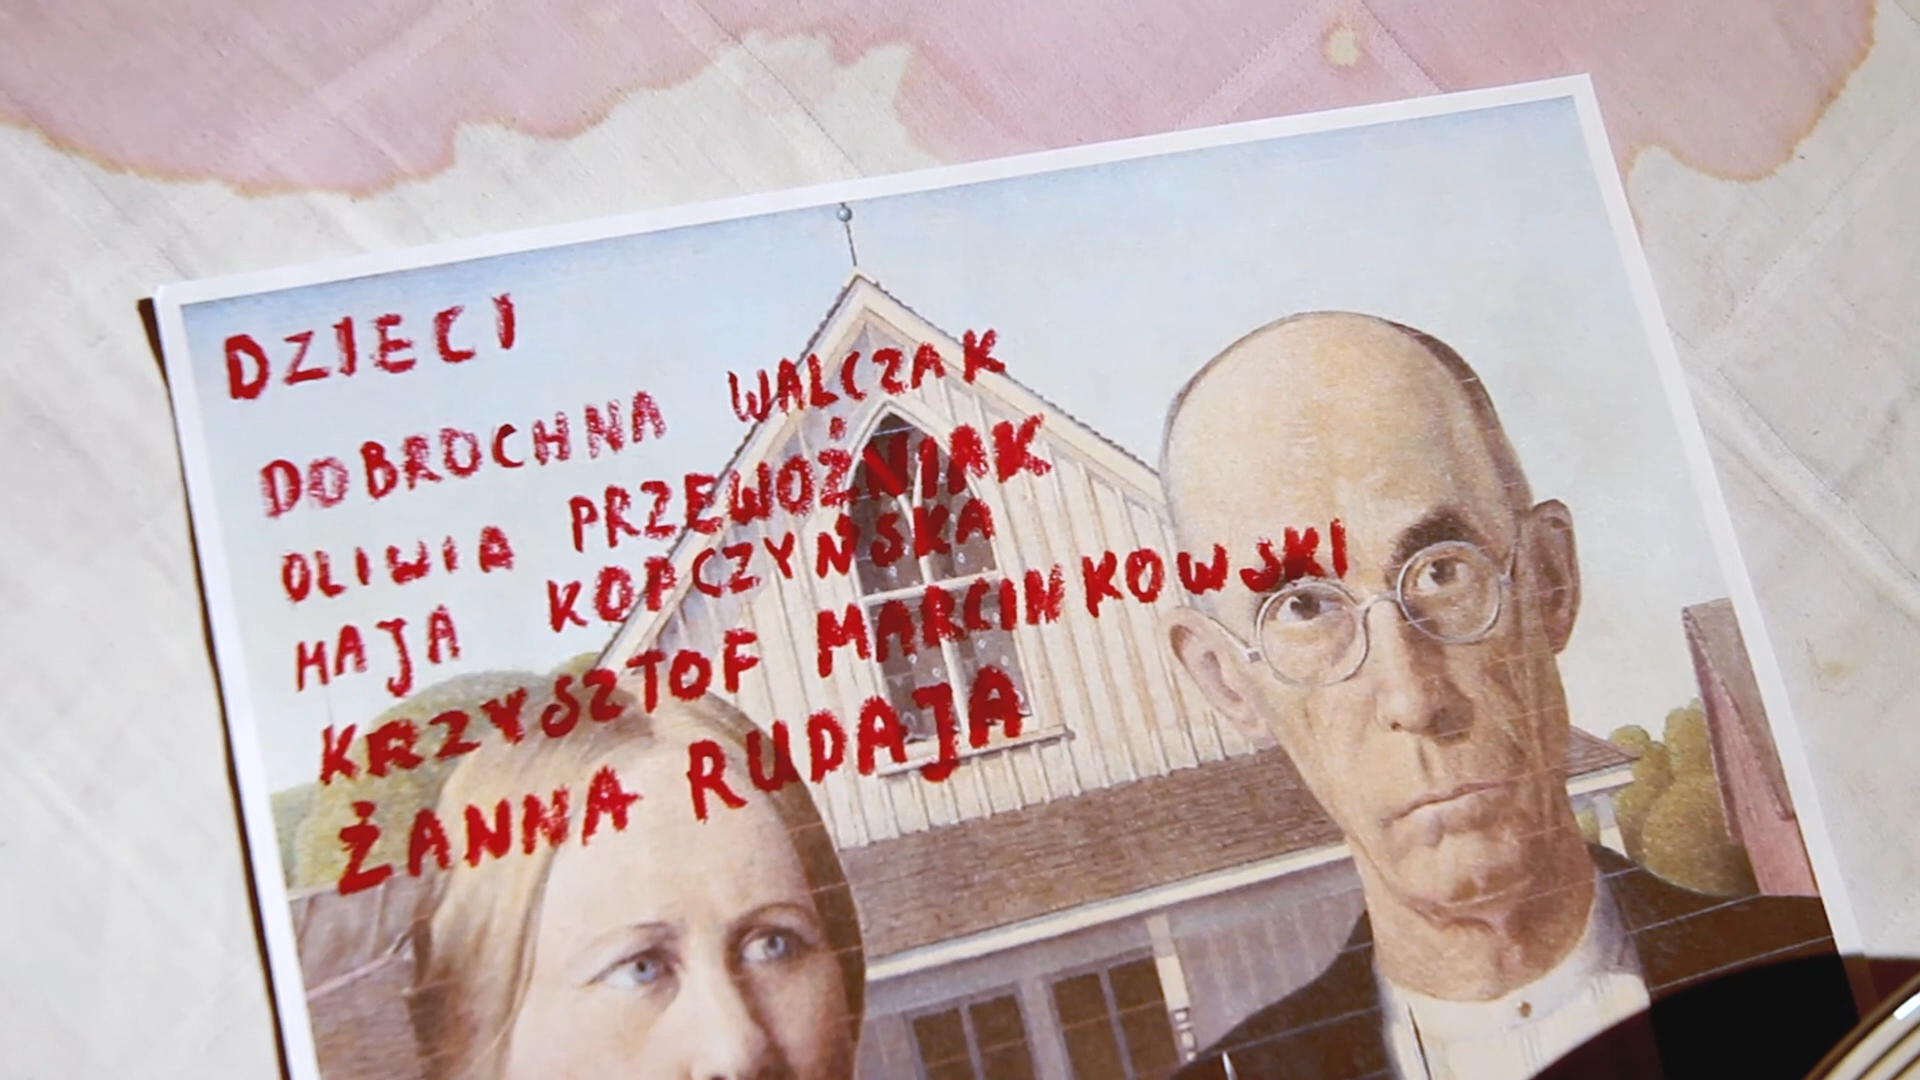 DZIECI
DOBROCHNA WALCZAK
OLIWIA PRZEWOŹNIAK
MAJA KOPCZYŃSKA
KRZYSZTOF MARCINKOWSKI
ŻANNA RUDAJA